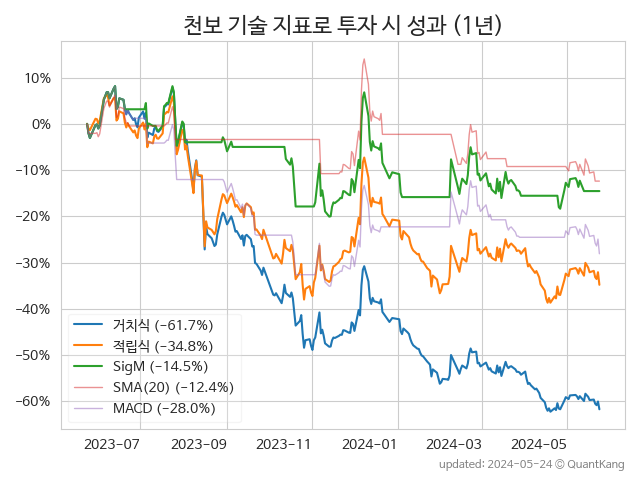 천보 기술 지표로 투자 시 성과 (1년)
10%
0%
−10%
−20%
−30%
−40%
−50%
−60%
거치식 (−61.7%)
적립식 (−34.8%)
SigM (−14.5%)
SMA(20) (−12.4%)
MACD (−28.0%)
2023−07 2023−09 2023−11 2024−01 2024−03 2024−05
updated: 2024−05−24 © QuantKang